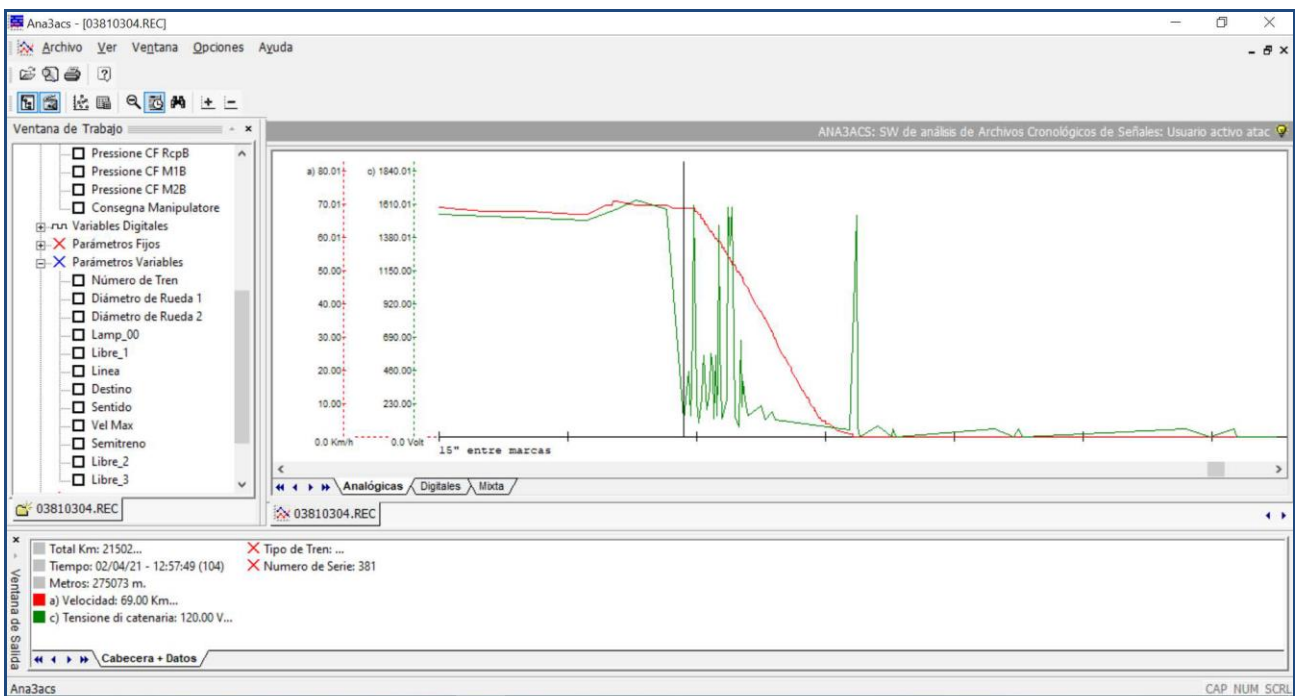 Ana3acs - [03810304.REC]
Archivo Ver Ventana Opciones Ayuda
Ventana de Trabajo
ANA3ACS: SW de análisis de Archivos Cronológicos de Señales: Usuario activo atac
Pressione CF RcpB
Pressione CF M1B
Pressione CF M2B
Consegna Manipulatore
Variables Digitales
Parámetros Fijos
Parámetros Variables
Número de Tren
Diámetro de Rueda 1
Diámetro de Rueda 2
Lamp_00
Libre_1
Linea
Destino
Sentido
Vel Max
Semitreno
Libre_2
Libre_3
03810304.REC
a) 80.01 c) 1840.01
70.01 1610.01
60.01 1380.01
50.00 1150.00
40.00 920.00
30.00 690.00
20.00 460.00
10.00 230.00
0.0 Km/h 0.0 Volt
15" entre marcas
Analógicas Digitales Mixta
03810304.REC
Ventana de Salida
Total Km: 21502...
Tiempo: 02/04/21 - 12:57:49 (104)
Metros: 275073 m.
a) Velocidad: 69.00 Km...
c) Tensione di catenaria: 120.00 V...
Tipo de Tren: ...
Numero de Serie: 381
Cabecera + Datos
Ana3acs
CAP NUM SCRL